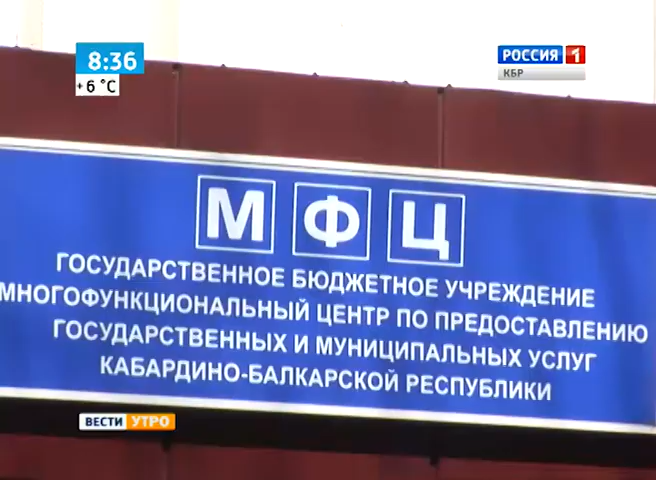 8:36
+6 °C
РОССИЯ 1
КБР
МФЦ
ГОСУДАРСТВЕННОЕ БЮДЖЕТНОЕ УЧРЕЖДЕНИЕ
МНОГОФУНКЦИОНАЛЬНЫЙ ЦЕНТР ПО ПРЕДОСТАВЛЕНИЮ
ГОСУДАРСТВЕННЫХ И МУНИЦИПАЛЬНЫХ УСЛУГ
КАБАРДИНО-БАЛКАРСКОЙ РЕСПУБЛИКИ
ВЕСТИ УТРО